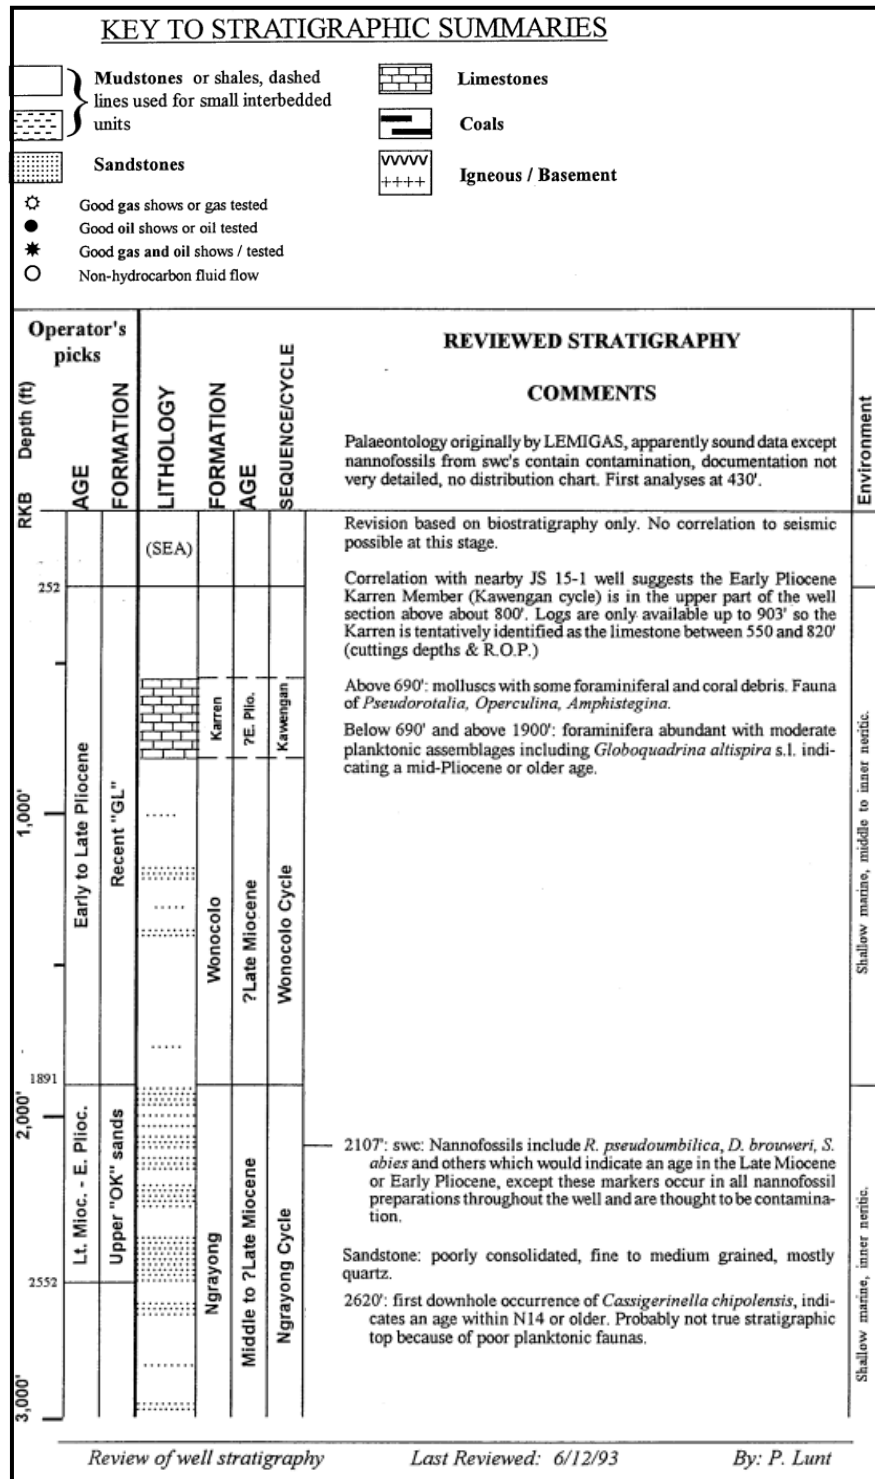 KEY TO STRATIGRAPHIC SUMMARIES
Mudstones or shales, dashed
lines used for small interbedded
units
Sandstones
Limestones
Coals
Igneous / Basement
Good gas shows or gas tested
Good oil shows or oil tested
Good gas and oil shows / tested
Non-hydrocarbon fluid flow
Operator's
picks
RKB Depth (ft)
AGE
FORMATION
LITHOLOGY
FORMATION
AGE
SEQUENCE/CYCLE
REVIEWED STRATIGRAPHY
COMMENTS
Environment
Palaeontology originally by LEMIGAS, apparently sound data except
nannofossils from swc's contain contamination, documentation not
very detailed, no distribution chart. First analyses at 430'.
(SEA)
Revision based on biostratigraphy only. No correlation to seismic
possible at this stage.
252
Correlation with nearby JS 15-1 well suggests the Early Pliocene
Karren Member (Kawengan cycle) is in the upper part of the well
section above about 800'. Logs are only available up to 903' so the
Karren is tentatively identified as the limestone between 550 and 820'
(cuttings depths & R.O.P.)
Above 690': molluscs with some foraminiferal and coral debris. Fauna
of Pseudorotalia, Operculina, Amphistegina.
Below 690' and above 1900': foraminifera abundant with moderate
planktonic assemblages including Globoquadrina altispira s.l. indi-
cating a mid-Pliocene or older age.
Karren
?E. Plio.
Kawengan
1,000'
Early to Late Pliocene
Recent "GL"
Wonocolo
?Late Miocene
Wonocolo Cycle
Shallow marine, middle to inner neritic.
1891
2,000'
Lt. Mioc. - E. Plioc.
Upper "OK" sands
2107': swc: Nannofossils include R. pseudoumbilica, D. brouweri, S.
abies and others which would indicate an age in the Late Miocene
or Early Pliocene, except these markers occur in all nannofossil
preparations throughout the well and are thought to be contamina-
tion.
Sandstone: poorly consolidated, fine to medium grained, mostly
quartz.
2552
2620': first downhole occurrence of Cassigerinella chipolensis, indi-
cates an age within N14 or older. Probably not true stratigraphic
top because of poor planktonic faunas.
Ngrayong
Middle to ?Late Miocene
Ngrayong Cycle
Shallow marine, inner neritic.
3,000'
Review of well stratigraphy
Last Reviewed: 6/12/93
By: P. Lunt